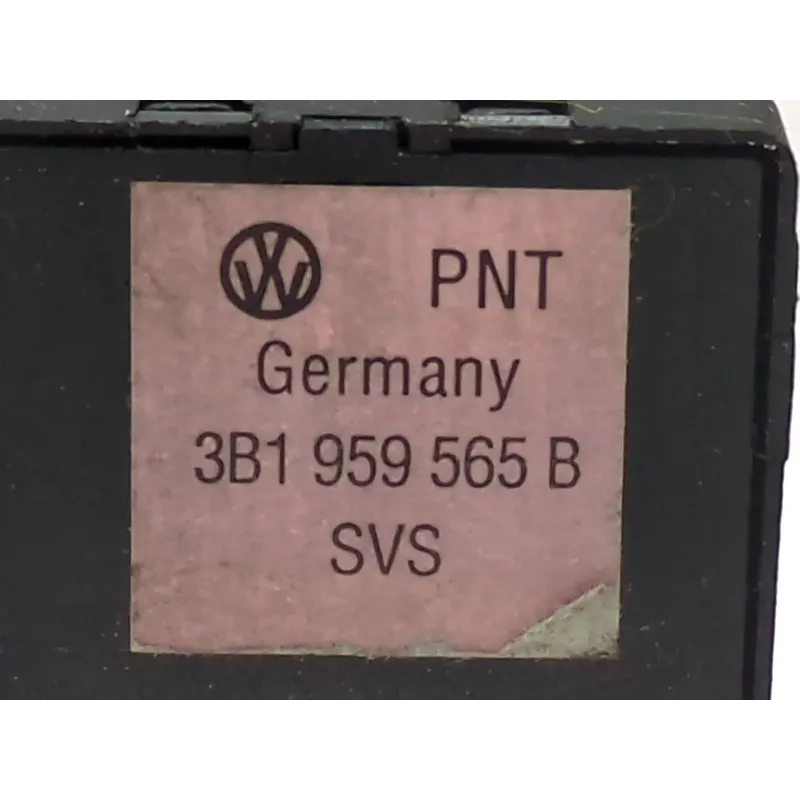 PNT
Germany
3B1 959 565 B
SVS